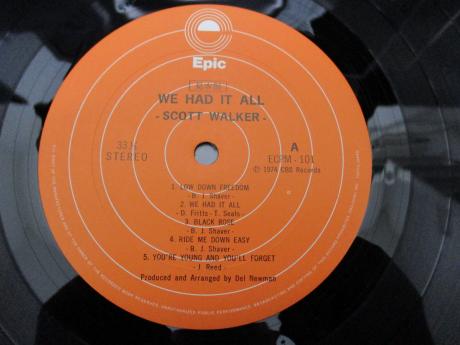 Epic
WE HAD IT ALL
- SCOTT WALKER -
33⅓
STEREO
A
ECPM - 101
Ⓟ 1974 CBS Records
1. LOW DOWN FREEDOM
- B. J. Shaver -
2. WE HAD IT ALL
- D. Fritts - T. Seals -
3. BLACK ROSE
- B. J. Shaver -
4. RIDE ME DOWN EASY
- B. J. Shaver -
5. YOU'RE YOUNG AND YOU'LL FORGET
- J. Reed -
Produced and Arranged by Del Newman